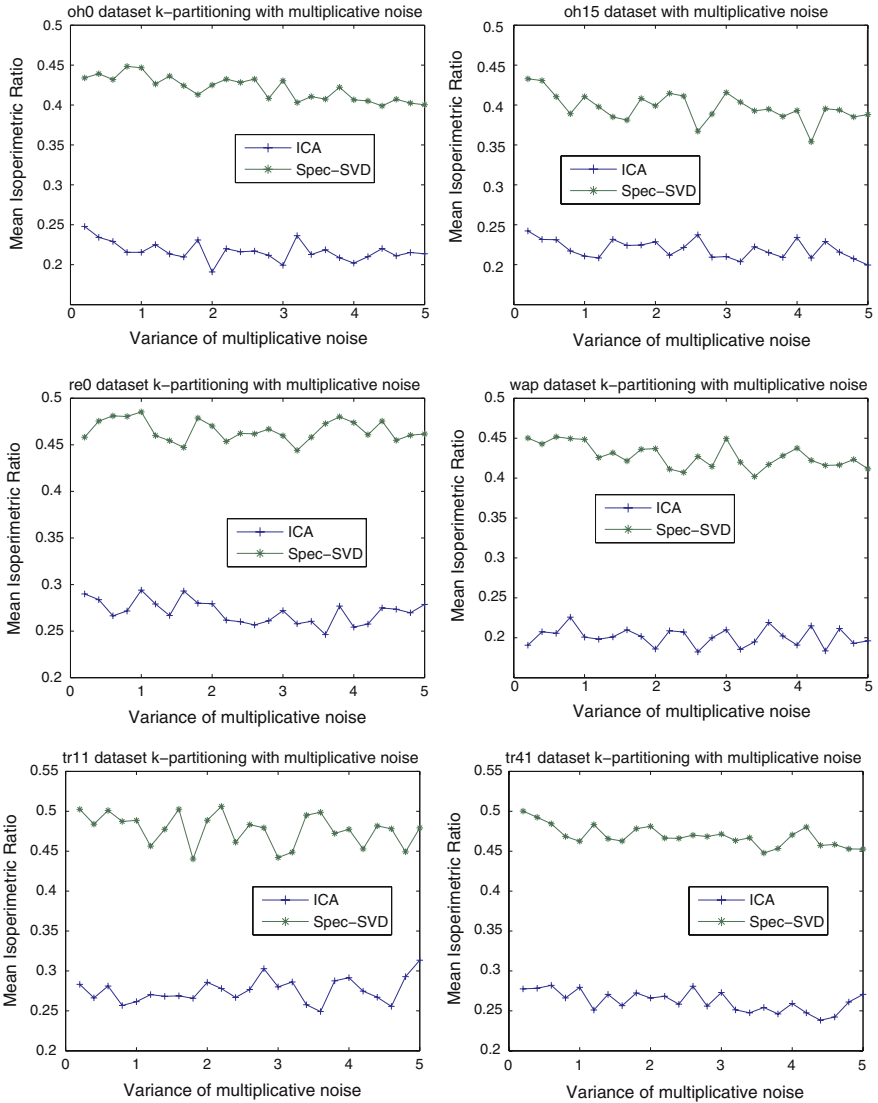 oh0 dataset k−partitioning with multiplicative noise
0.5
0.45
0.4
0.35
0.3
0.25
0.2
Mean Isoperimetric Ratio
ICA
Spec−SVD
0 1 2 3 4 5
Variance of multiplicative noise
oh15 dataset with multiplicative noise
0.5
0.45
0.4
0.35
0.3
0.25
0.2
Mean Isoperimetric Ratio
ICA
Spec−SVD
0 1 2 3 4 5
Variance of multiplicative noise
re0 dataset k−partitioning with multiplicative noise
0.5
0.45
0.4
0.35
0.3
0.25
0.2
Mean Isoperimetric Ratio
ICA
Spec−SVD
0 1 2 3 4 5
Variance of multiplicative noise
wap dataset k−partitioning with multiplicative noise
0.5
0.45
0.4
0.35
0.3
0.25
0.2
Mean Isoperimetric Ratio
ICA
Spec−SVD
0 1 2 3 4 5
Variance of multiplicative noise
tr11 dataset k−partitioning with multiplicative noise
0.55
0.5
0.45
0.4
0.35
0.3
0.25
0.2
Mean Isoperimetric Ratio
ICA
Spec−SVD
0 1 2 3 4 5
Variance of multiplicative noise
tr41 dataset k−partitioning with multiplicative noise
0.55
0.5
0.45
0.4
0.35
0.3
0.25
0.2
Mean Isoperimetric Ratio
ICA
Spec−SVD
0 1 2 3 4 5
Variance of multiplicative noise